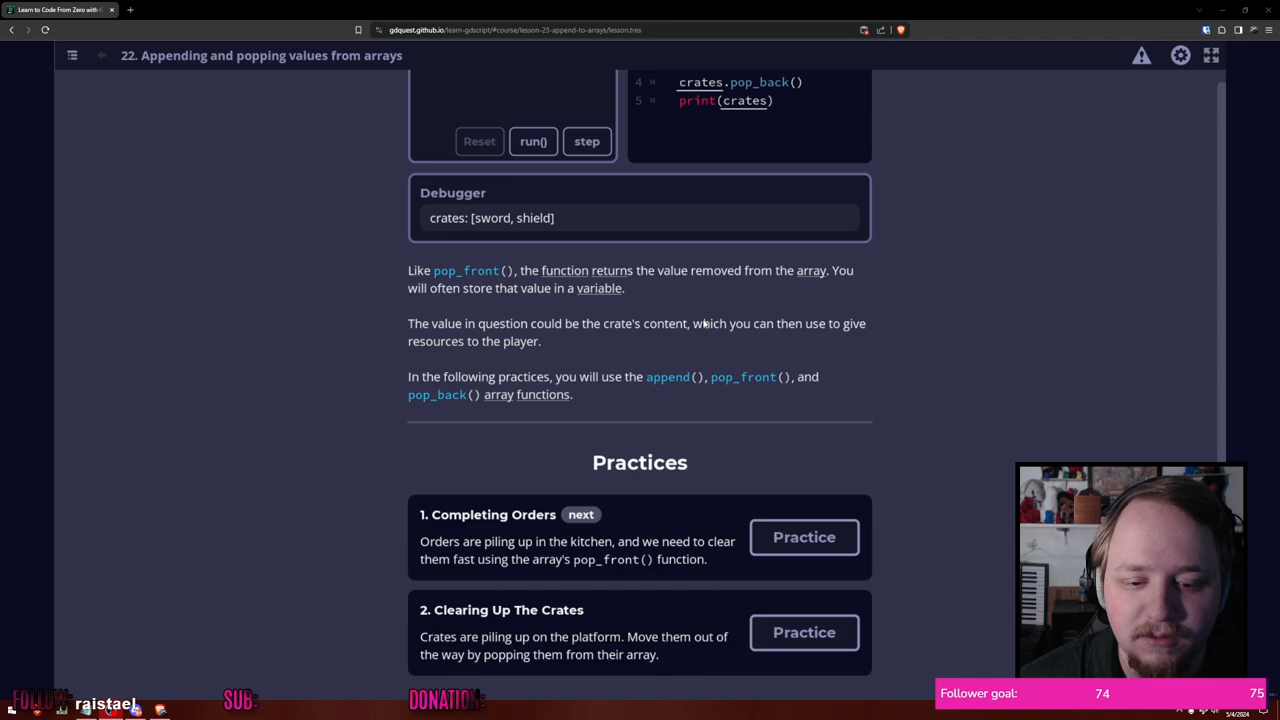 Learn to Code From Zero with
gdquest.github.io/learn-gdscript/#course/lesson-23-append-to-arrays/lesson.tres
22. Appending and popping values from arrays
4 crates.pop_back()
5 print(crates)
Reset run() step
Debugger
crates: [sword, shield]
Like pop_front(), the function returns the value removed from the array. You
will often store that value in a variable.
The value in question could be the crate's content, which you can then use to give
resources to the player.
In the following practices, you will use the append(), pop_front(), and
pop_back() array functions.
Practices
1. Completing Orders next
Orders are piling up in the kitchen, and we need to clear
them fast using the array's pop_front() function.
Practice
2. Clearing Up The Crates
Crates are piling up on the platform. Move them out of
the way by popping them from their array.
Practice
FOLLOW: raistael SUB: DONATION:
Follower goal: 74 75
5/4/2024